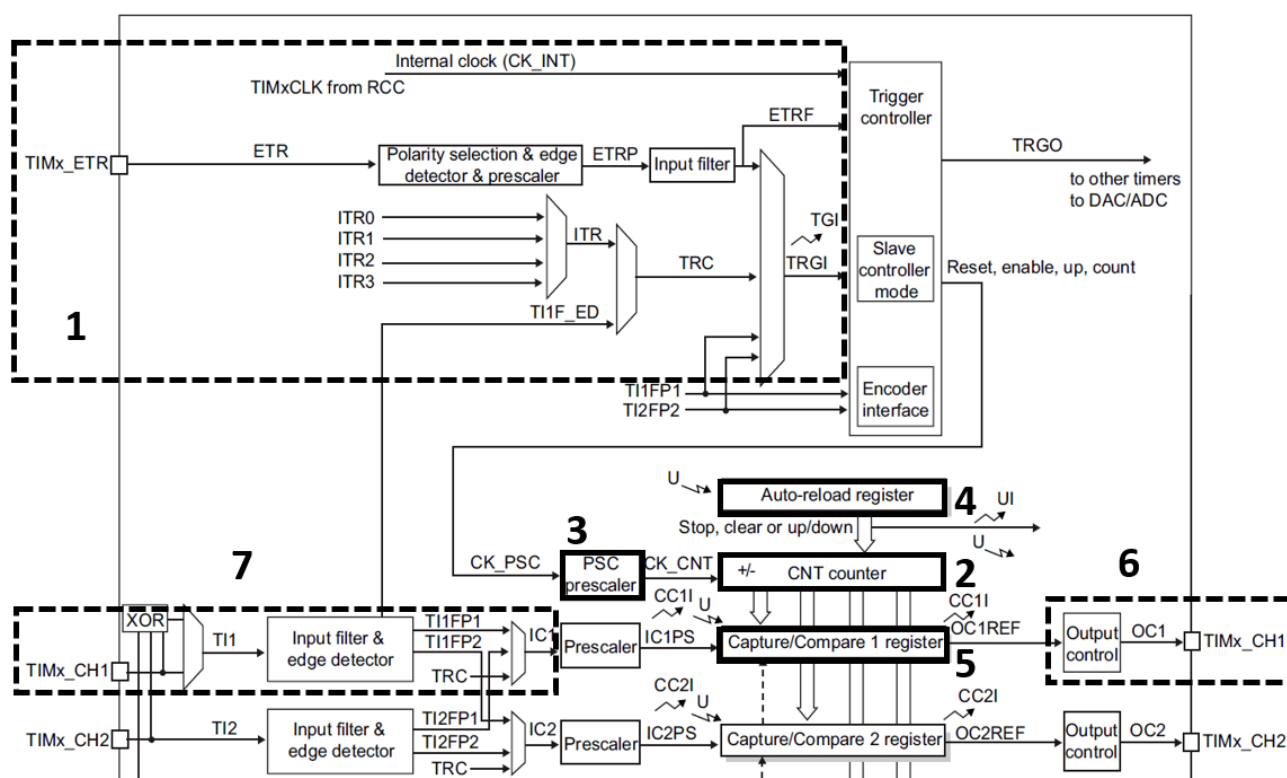 Internal clock (CK_INT)
TIMxCLK from RCC
Trigger
controller
ETRF
TIMx_ETR
ETR
Polarity selection & edge
detector & prescaler
ETRP
Input filter
TRGO
to other timers
to DAC/ADC
ITR0
ITR1
ITR2
ITR3
ITR
TRC
TGI
TRGI
Slave
controller
mode
Reset, enable, up, count
1
TI1F_ED
TI1FP1
TI2FP2
Encoder
interface
U
Auto-reload register
4
UI
Stop, clear or up/down
U
3
7
CK_PSC
PSC
prescaler
CK_CNT
+/-
CNT counter
2
6
XOR
TI1
Input filter &
edge detector
TI1FP1
TI1FP2
TRC
IC1
Prescaler
CC1I
U
IC1PS
Capture/Compare 1 register
CC1I
OC1REF
5
Output
control
OC1
TIMx_CH1
TIMx_CH1
TIMx_CH2
TI2
Input filter &
edge detector
TI2FP1
TI2FP2
TRC
IC2
Prescaler
CC2I
U
IC2PS
Capture/Compare 2 register
CC2I
OC2REF
Output
control
OC2
TIMx_CH2